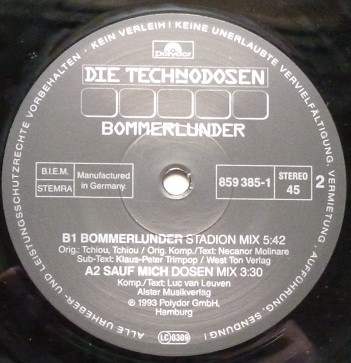 ALLE URHEBER- UND LEISTUNGSSCHUTZRECHTE VORBEHALTEN · KEIN VERLEIH! KEINE UNERLAUBTE VERVIELFÄLTIGUNG, VERMIETUNG, AUFFÜHRUNG, SENDUNG!
Polydor
DIE TECHNODOSEN
BOMMERLUNDER
B.I.E.M.
STEMRA
Manufactured
in Germany.
859 385-1
STEREO
45
2
B1 BOMMERLUNDER STADION MIX 5:42
Orig.: Tchiou, Tchiou / Orig. Komp./Text: Necanor Molinare
Sub-Text: Klaus-Peter Trimpop / West Ton Verlag
A2 SAUF MICH DOSEN MIX 3:30
Komp./Text: Luc van Leuven
Alster Musikverlag
℗ 1993 Polydor GmbH,
Hamburg
LC 0309